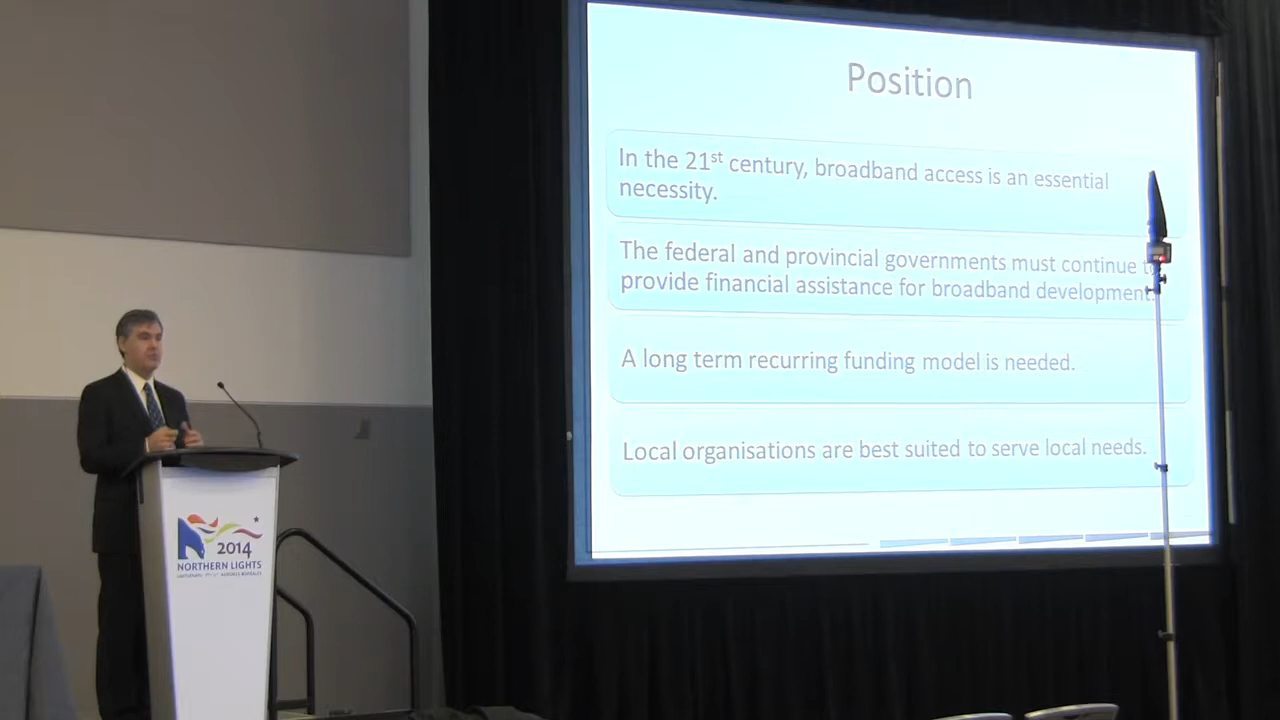 Position
In the 21st century, broadband access is an essential
necessity.
The federal and provincial governments must continue to
provide financial assistance for broadband development.
A long term recurring funding model is needed.
Local organisations are best suited to serve local needs.
2014
NORTHERN LIGHTS